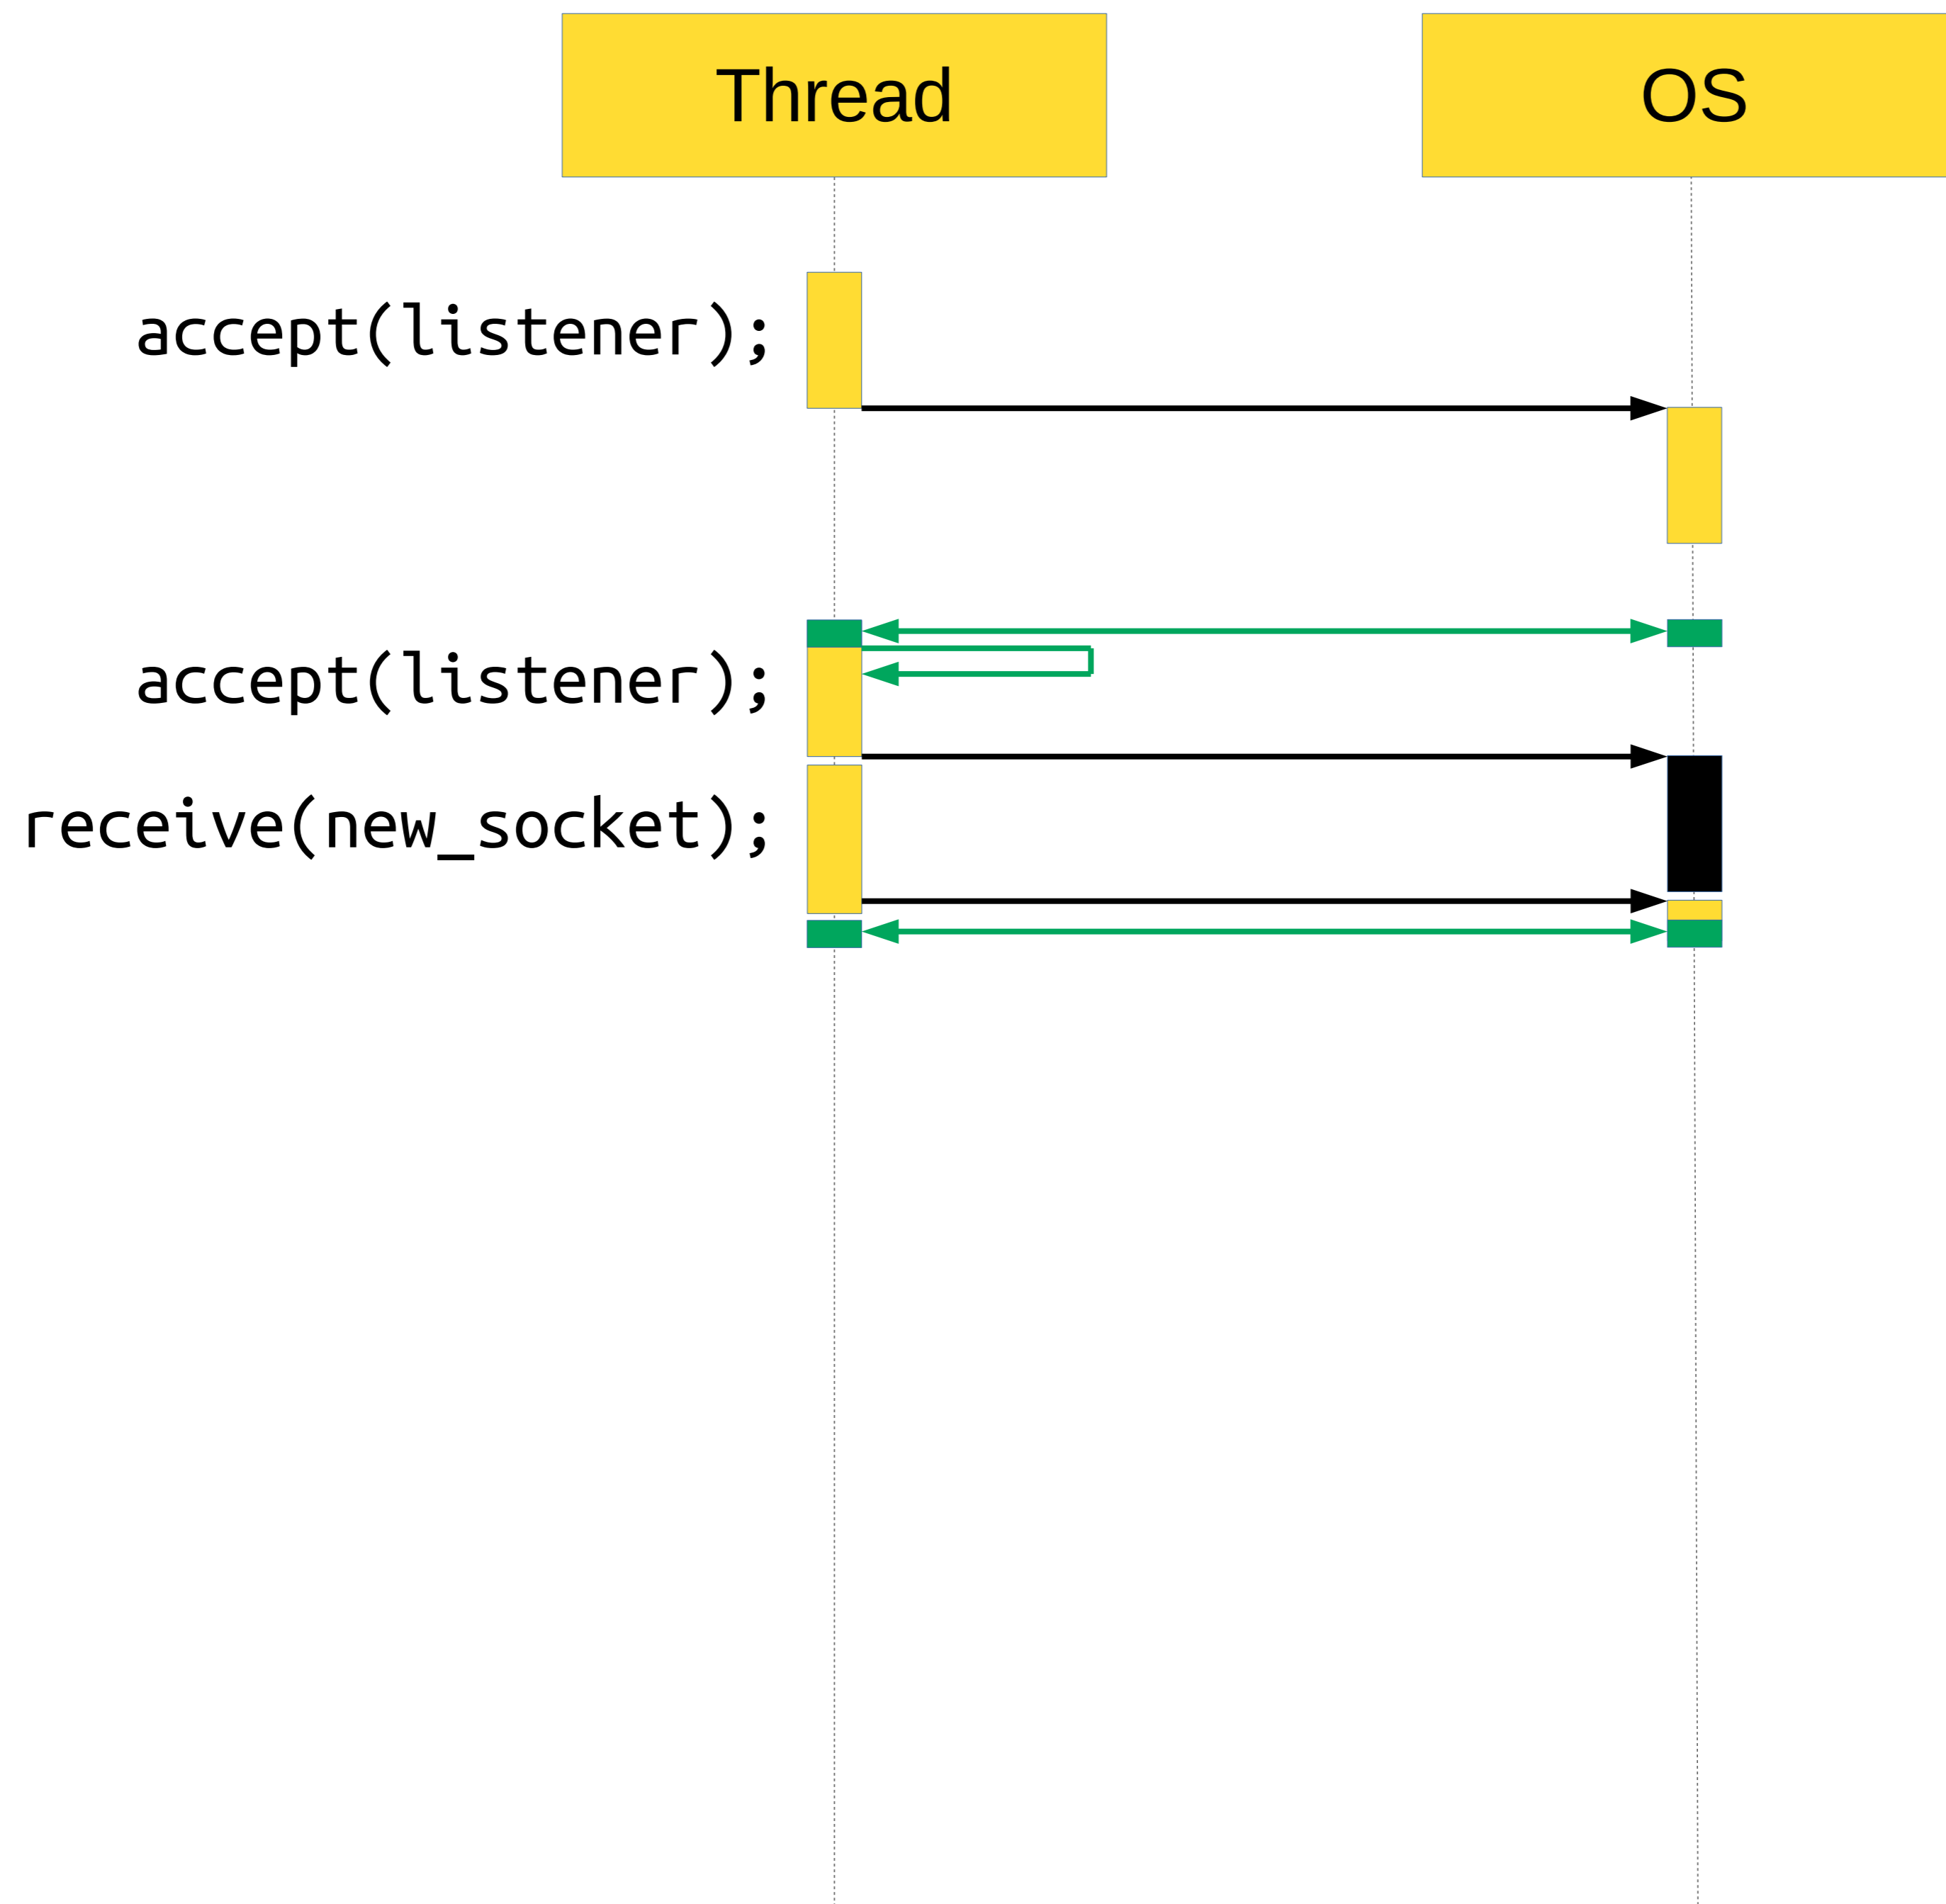 Thread
OS
accept(listener);
accept(listener);
receive(new_socket);